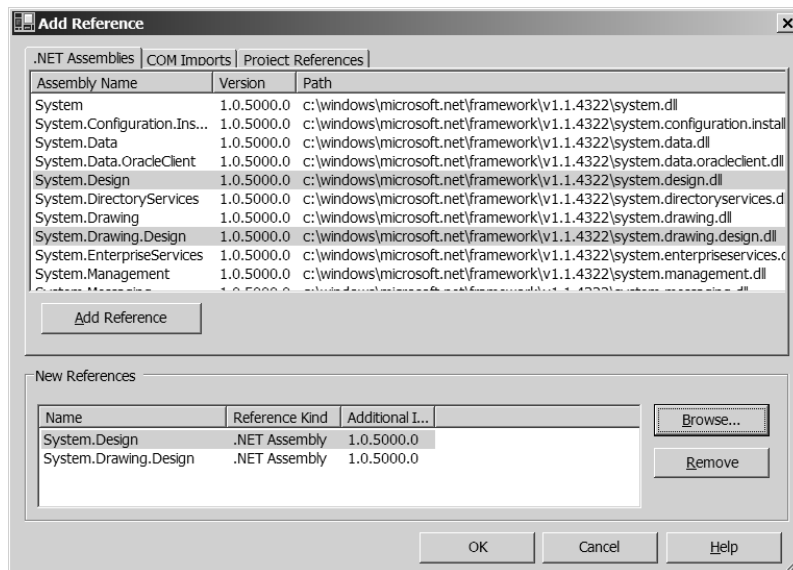 Add Reference
.NET Assemblies COM Imports Project References
Assembly Name Version Path
System 1.0.5000.0 c:\windows\microsoft.net\framework\v1.1.4322\system.dll
System.Configuration.Ins... 1.0.5000.0 c:\windows\microsoft.net\framework\v1.1.4322\system.configuration.install
System.Data 1.0.5000.0 c:\windows\microsoft.net\framework\v1.1.4322\system.data.dll
System.Data.OracleClient 1.0.5000.0 c:\windows\microsoft.net\framework\v1.1.4322\system.data.oracleclient.dll
System.Design 1.0.5000.0 c:\windows\microsoft.net\framework\v1.1.4322\system.design.dll
System.DirectoryServices 1.0.5000.0 c:\windows\microsoft.net\framework\v1.1.4322\system.directoryservices.d
System.Drawing 1.0.5000.0 c:\windows\microsoft.net\framework\v1.1.4322\system.drawing.dll
System.Drawing.Design 1.0.5000.0 c:\windows\microsoft.net\framework\v1.1.4322\system.drawing.design.dll
System.EnterpriseServices 1.0.5000.0 c:\windows\microsoft.net\framework\v1.1.4322\system.enterpriseservices.d
System.Management 1.0.5000.0 c:\windows\microsoft.net\framework\v1.1.4322\system.management.dll
Add Reference
New References
Name Reference Kind Additional I...
System.Design .NET Assembly 1.0.5000.0
System.Drawing.Design .NET Assembly 1.0.5000.0
Browse...
Remove
OK Cancel Help